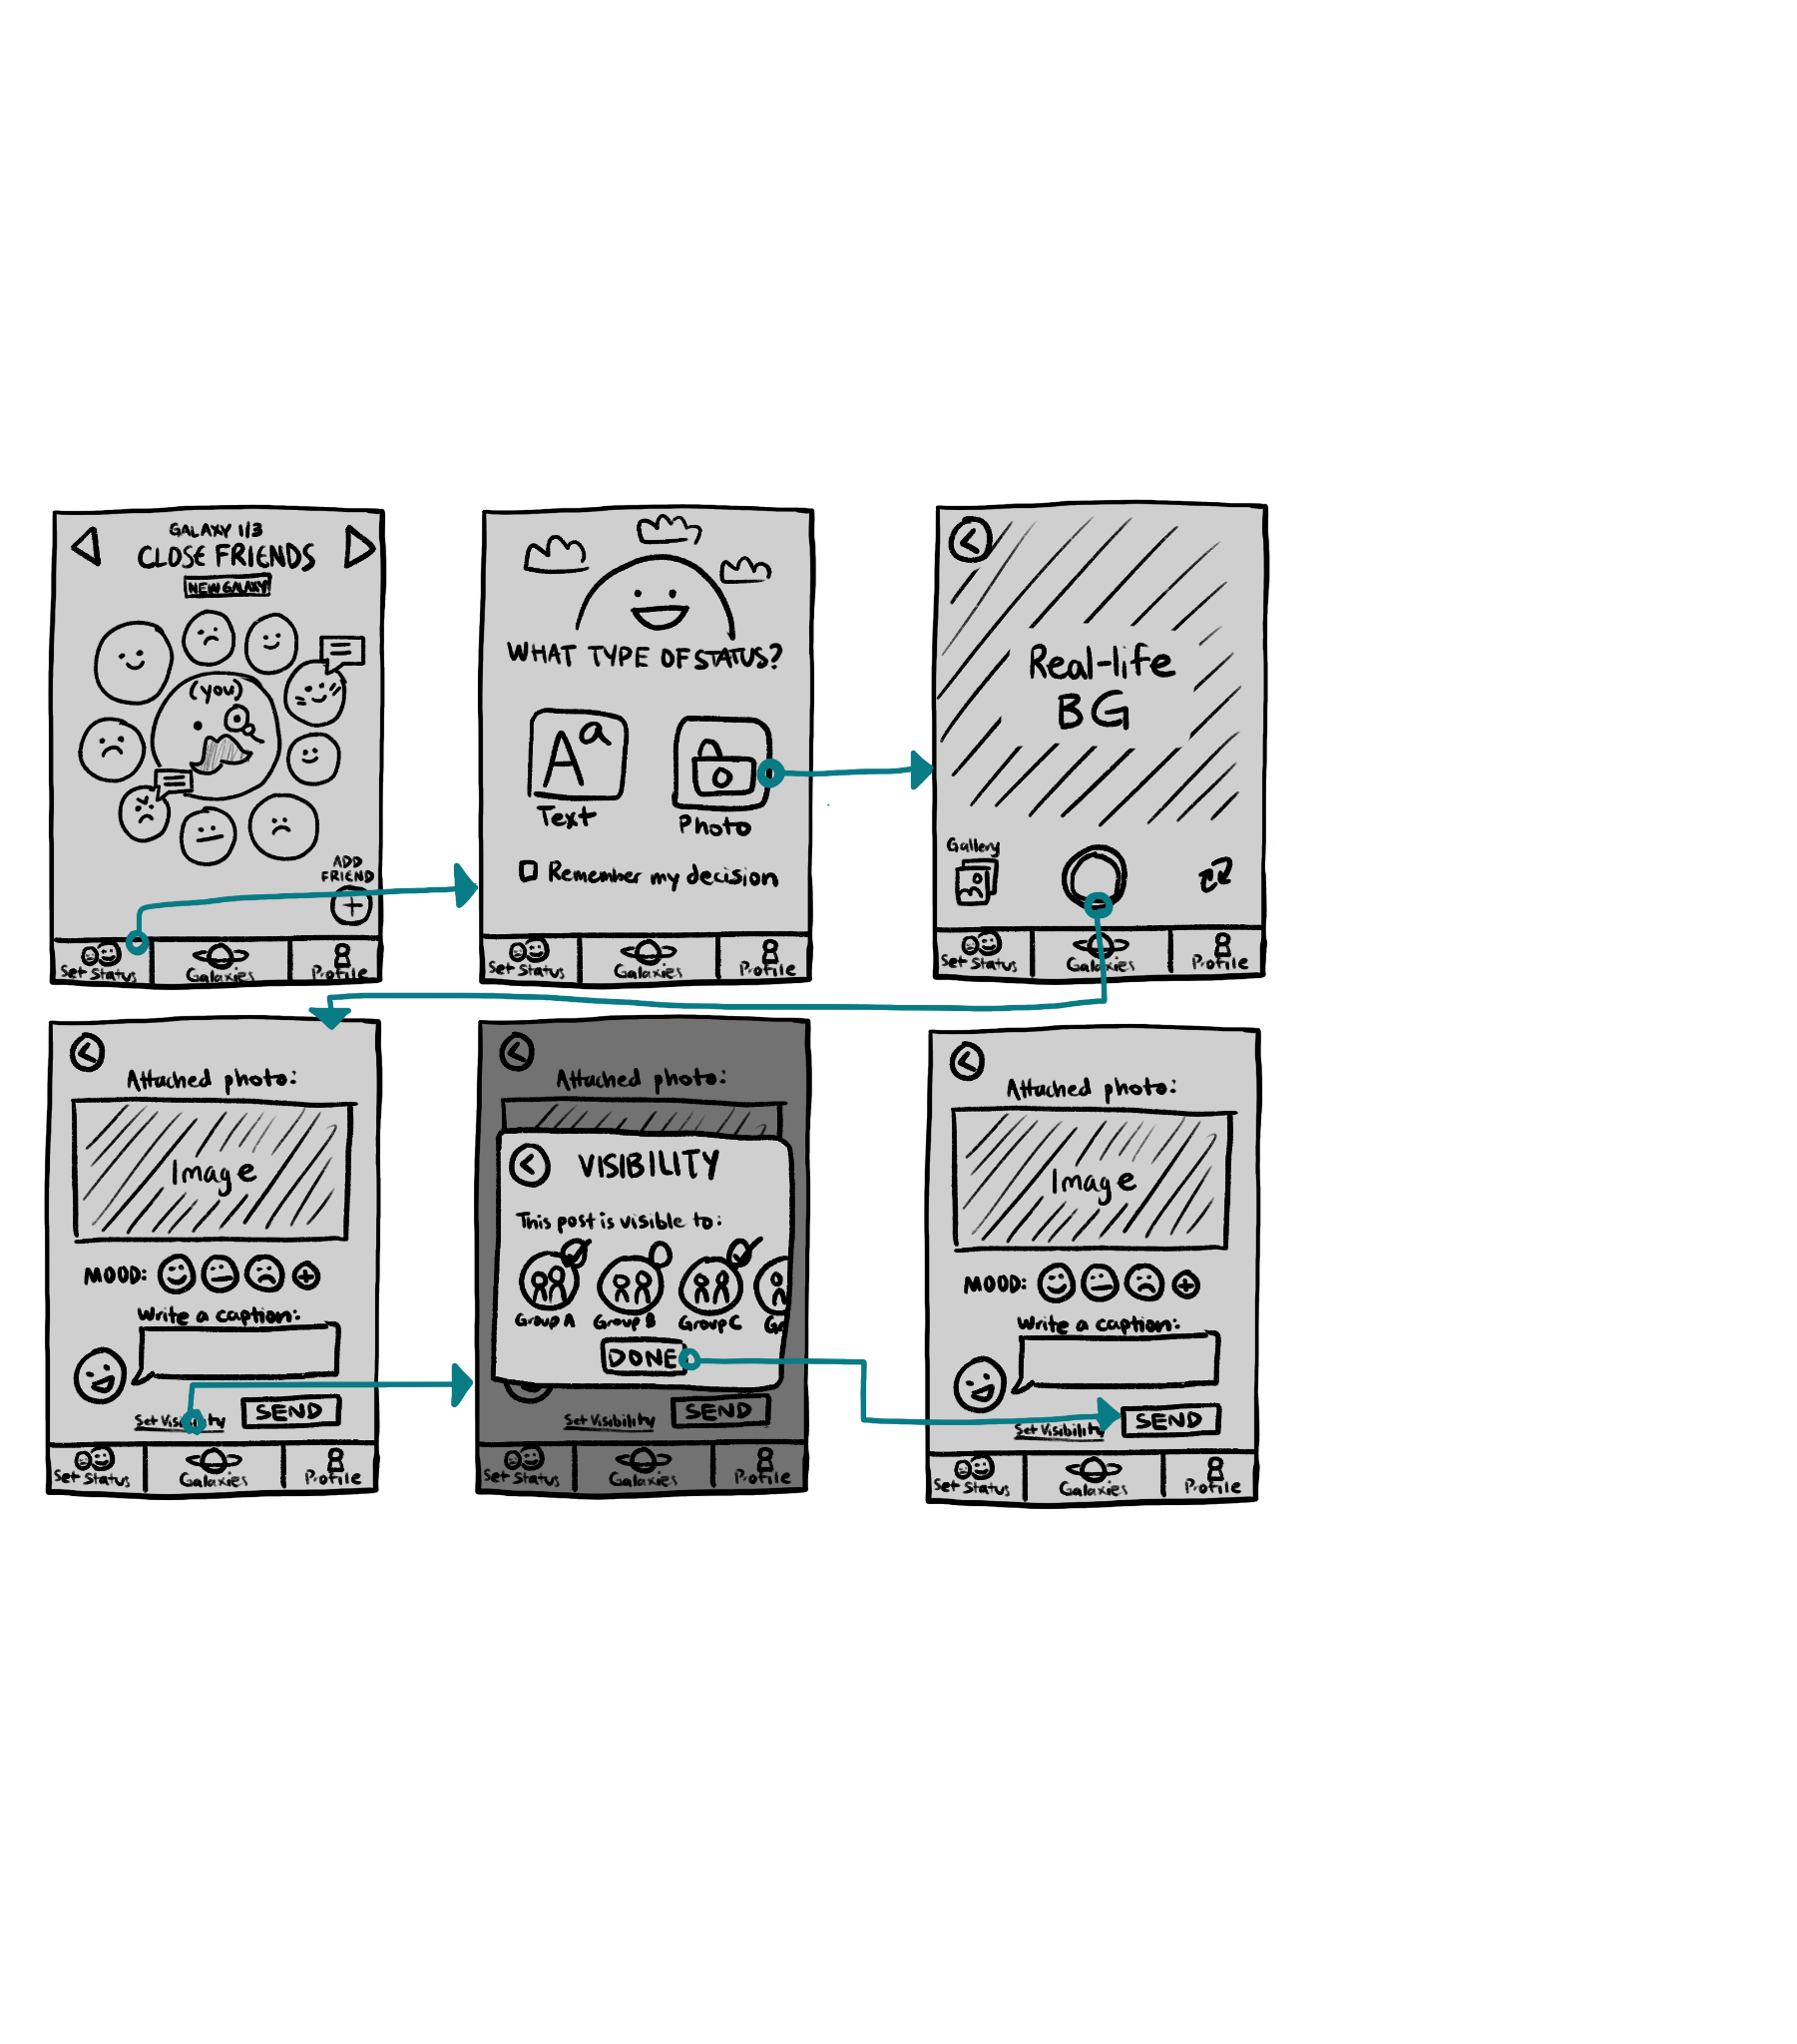 GALAXY 1/3
CLOSE FRIENDS
NEW GALAXY
(you)
ADD
FRIEND
Set Status
Galaxies
Profile
WHAT TYPE OF STATUS?
Aa
Text
Photo
Remember my decision
Set Status
Galaxies
Profile
Real-life
BG
Gallery
Set Status
Galaxies
Profile
Attached photo:
Image
MOOD:
Write a caption:
Set Visibility
SEND
Set Status
Galaxies
Profile
Attached photo:
VISIBILITY
This post is visible to:
Group A
Group B
Group C
Gr
DONE
Set Visibility
SEND
Set Status
Galaxies
Profile
Attached photo:
Image
MOOD:
Write a caption:
Set Visibility
SEND
Set Status
Galaxies
Profile